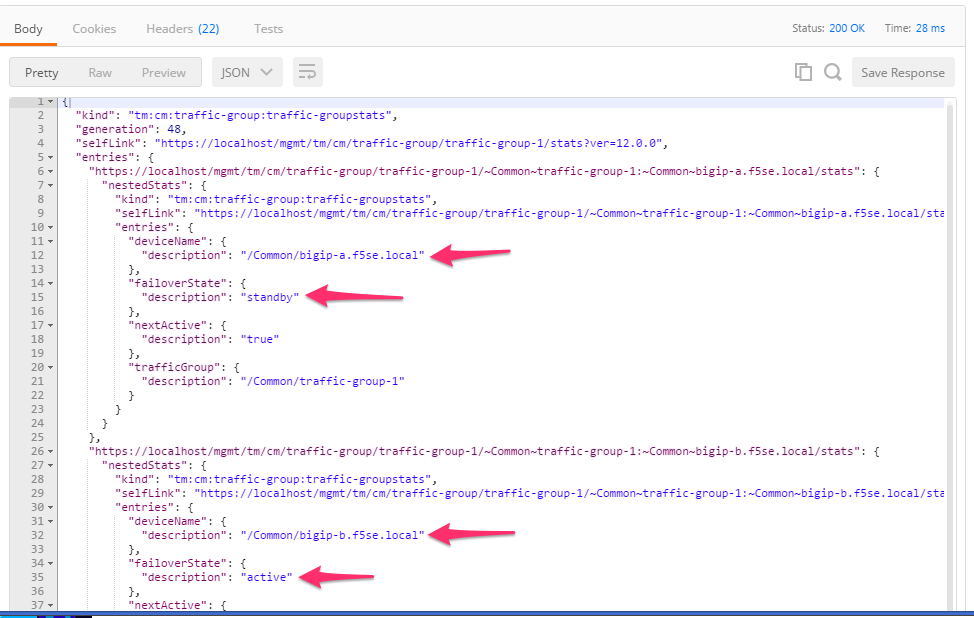 Body Cookies Headers (22) Tests Status: 200 OK Time: 28 ms
Pretty Raw Preview JSON Save Response
1 {
2 "kind": "tm:cm:traffic-group:traffic-groupstats",
3 "generation": 48,
4 "selfLink": "https://localhost/mgmt/tm/cm/traffic-group/traffic-group-1/stats?ver=12.0.0",
5 "entries": {
6 "https://localhost/mgmt/tm/cm/traffic-group/traffic-group-1/~Common~traffic-group-1:~Common~bigip-a.f5se.local/stats": {
7 "nestedStats": {
8 "kind": "tm:cm:traffic-group:traffic-groupstats",
9 "selfLink": "https://localhost/mgmt/tm/cm/traffic-group/traffic-group-1/~Common~traffic-group-1:~Common~bigip-a.f5se.local/sta
10 "entries": {
11 "deviceName": {
12 "description": "/Common/bigip-a.f5se.local"
13 },
14 "failoverState": {
15 "description": "standby"
16 },
17 "nextActive": {
18 "description": "true"
19 },
20 "trafficGroup": {
21 "description": "/Common/traffic-group-1"
22 }
23 }
24 }
25 },
26 "https://localhost/mgmt/tm/cm/traffic-group/traffic-group-1/~Common~traffic-group-1:~Common~bigip-b.f5se.local/stats": {
27 "nestedStats": {
28 "kind": "tm:cm:traffic-group:traffic-groupstats",
29 "selfLink": "https://localhost/mgmt/tm/cm/traffic-group/traffic-group-1/~Common~traffic-group-1:~Common~bigip-b.f5se.local/sta
30 "entries": {
31 "deviceName": {
32 "description": "/Common/bigip-b.f5se.local"
33 },
34 "failoverState": {
35 "description": "active"
36 },
37 "nextActive": {